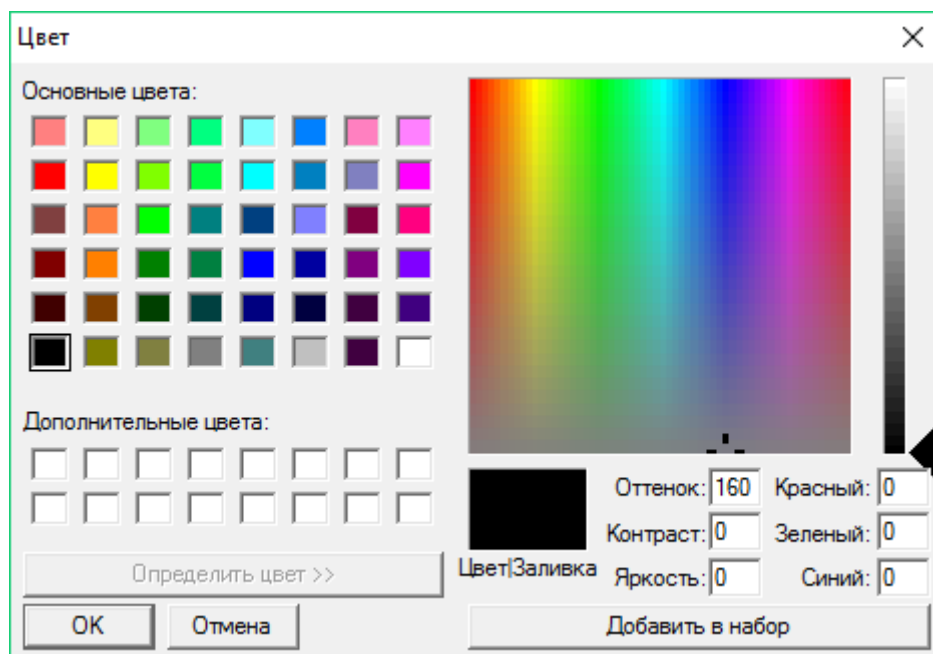 Цвет
Основные цвета:
Дополнительные цвета:
Определить цвет >>
OK
Отмена
Цвет|Заливка
Оттенок: 160
Красный: 0
Контраст: 0
Зеленый: 0
Яркость: 0
Синий: 0
Добавить в набор